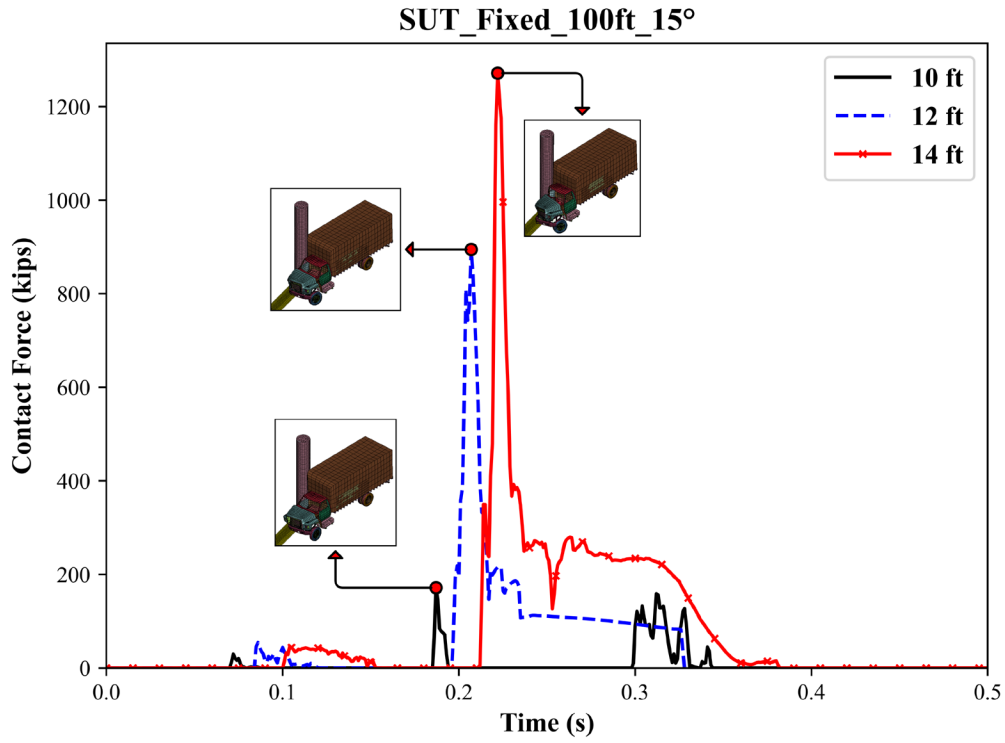 SUT_Fixed_100ft_15°
10 ft
12 ft
14 ft
Contact Force (kips)
1200
1000
800
600
400
200
0
0.0 0.1 0.2 0.3 0.4 0.5
Time (s)